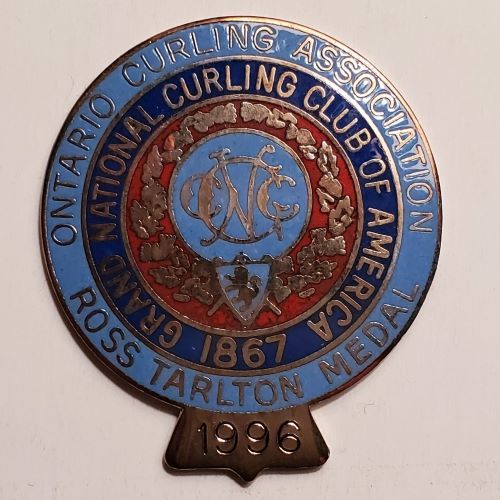 ONTARIO CURLING ASSOCIATION
ROSS TARLTON MEDAL
GRAND NATIONAL CURLING CLUB OF AMERICA
1867
1996